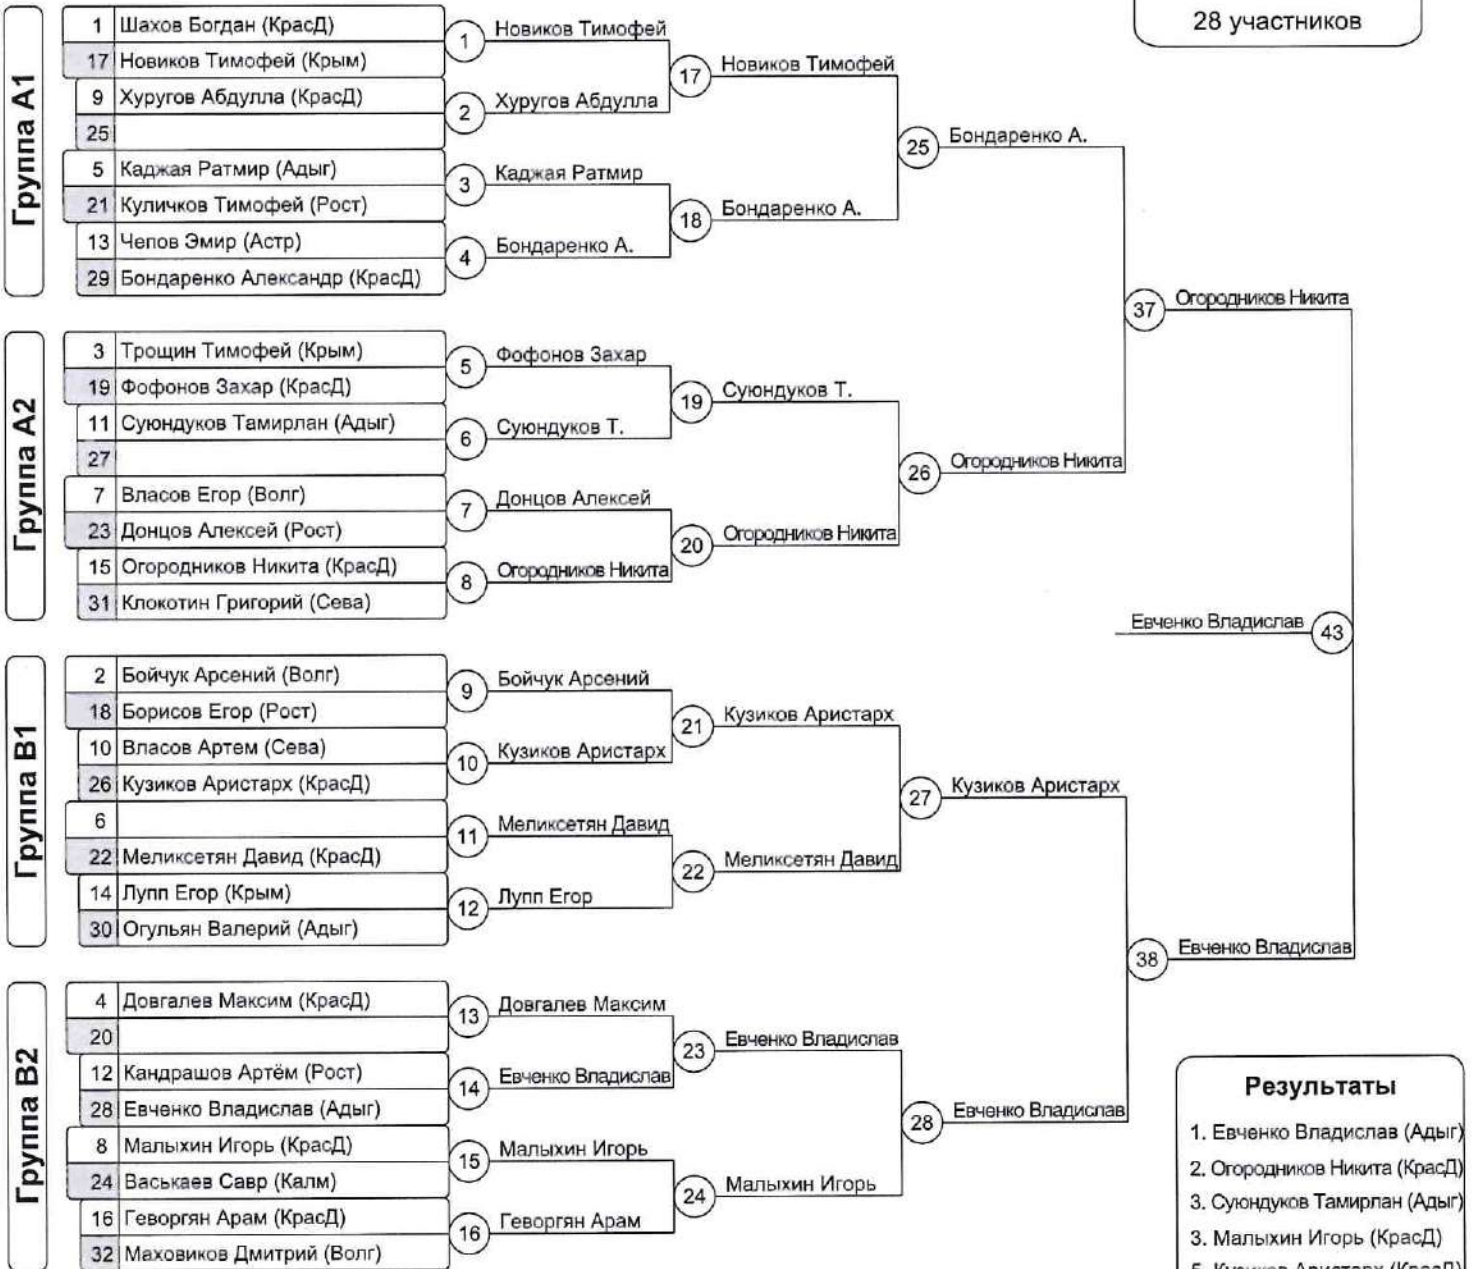 28 участников
Группа А1
1 Шахов Богдан (КрасД)
17 Новиков Тимофей (Крым)
9 Хуругов Абдулла (КрасД)
25
5 Каджая Ратмир (Адыг)
21 Куличков Тимофей (Рост)
13 Чепов Эмир (Астр)
29 Бондаренко Александр (КрасД)
1 Новиков Тимофей
2 Хуругов Абдулла
3 Каджая Ратмир
4 Бондаренко А.
17 Новиков Тимофей
18 Бондаренко А.
25 Бондаренко А.
Группа А2
3 Трощин Тимофей (Крым)
19 Фофонов Захар (КрасД)
11 Суюндуков Тамирлан (Адыг)
27
7 Власов Егор (Волг)
23 Донцов Алексей (Рост)
15 Огородников Никита (КрасД)
31 Клокотин Григорий (Сева)
5 Фофонов Захар
6 Суюндуков Т.
7 Донцов Алексей
8 Огородников Никита
19 Суюндуков Т.
20 Огородников Никита
26 Огородников Никита
37 Огородников Никита
Евченко Владислав 43
Группа В1
2 Бойчук Арсений (Волг)
18 Борисов Егор (Рост)
10 Власов Артем (Сева)
26 Кузиков Аристарх (КрасД)
6
22 Меликсетян Давид (КрасД)
14 Лупп Егор (Крым)
30 Огульян Валерий (Адыг)
9 Бойчук Арсений
10 Кузиков Аристарх
11 Меликсетян Давид
12 Лупп Егор
21 Кузиков Аристарх
22 Меликсетян Давид
27 Кузиков Аристарх
Группа В2
4 Довгалев Максим (КрасД)
20
12 Кандрашов Артём (Рост)
28 Евченко Владислав (Адыг)
8 Малыхин Игорь (КрасД)
24 Васькаев Савр (Калм)
16 Геворгян Арам (КрасД)
32 Маховиков Дмитрий (Волг)
13 Довгалев Максим
14 Евченко Владислав
15 Малыхин Игорь
16 Геворгян Арам
23 Евченко Владислав
24 Малыхин Игорь
28 Евченко Владислав
38 Евченко Владислав
Результаты
1. Евченко Владислав (Адыг)
2. Огородников Никита (КрасД)
3. Суюндуков Тамирлан (Адыг)
3. Малыхин Игорь (КрасД)
5. Кузиков Аристарх (КрасД)